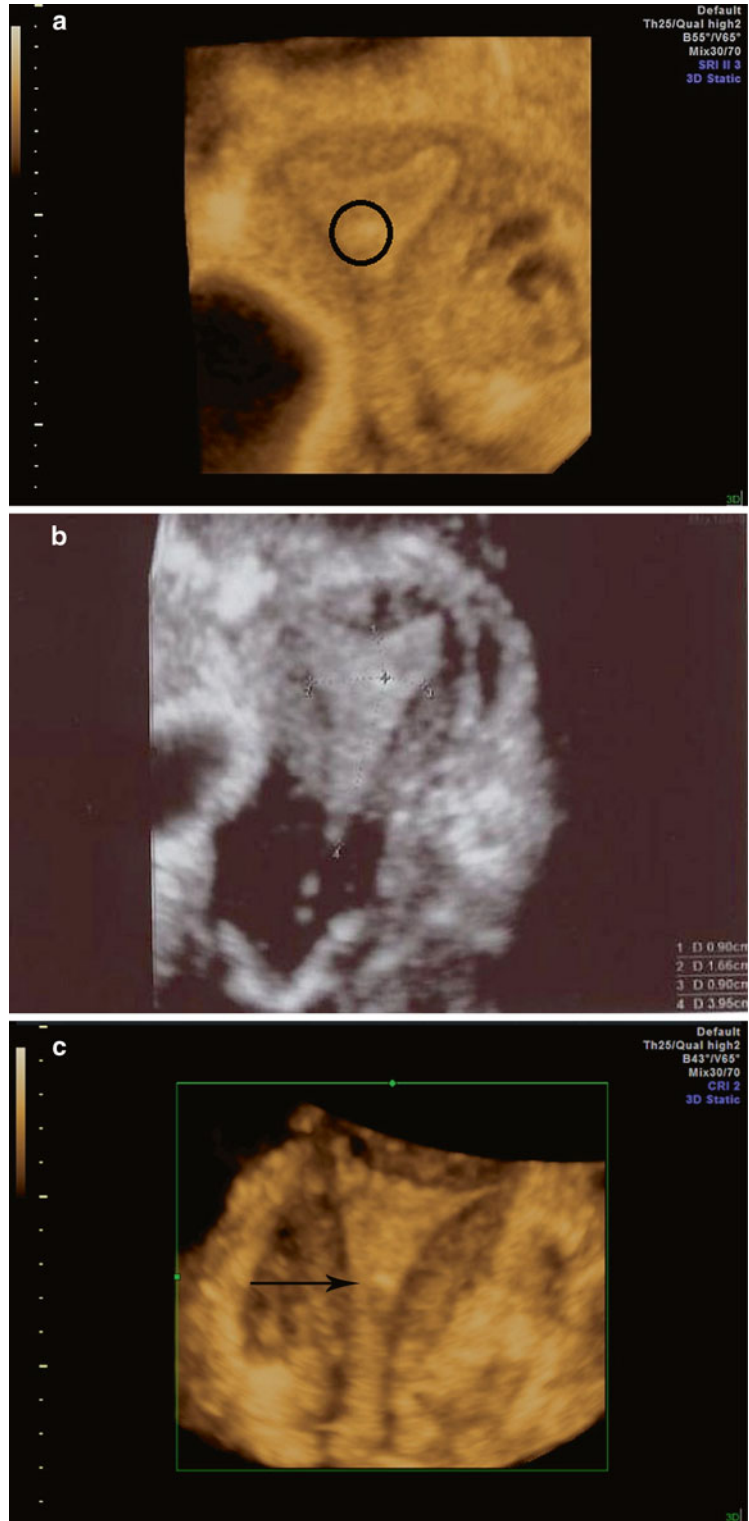 a
Default
Th25/Qual high2
B55°/V65°
Mix30/70
SRI II 3
3D Static
3D
b
1 D 0.90cm
2 D 1.66cm
3 D 0.90cm
4 D 3.95cm
c
Default
Th25/Qual high2
B43°/V65°
Mix30/70
CRI 2
3D Static
3D